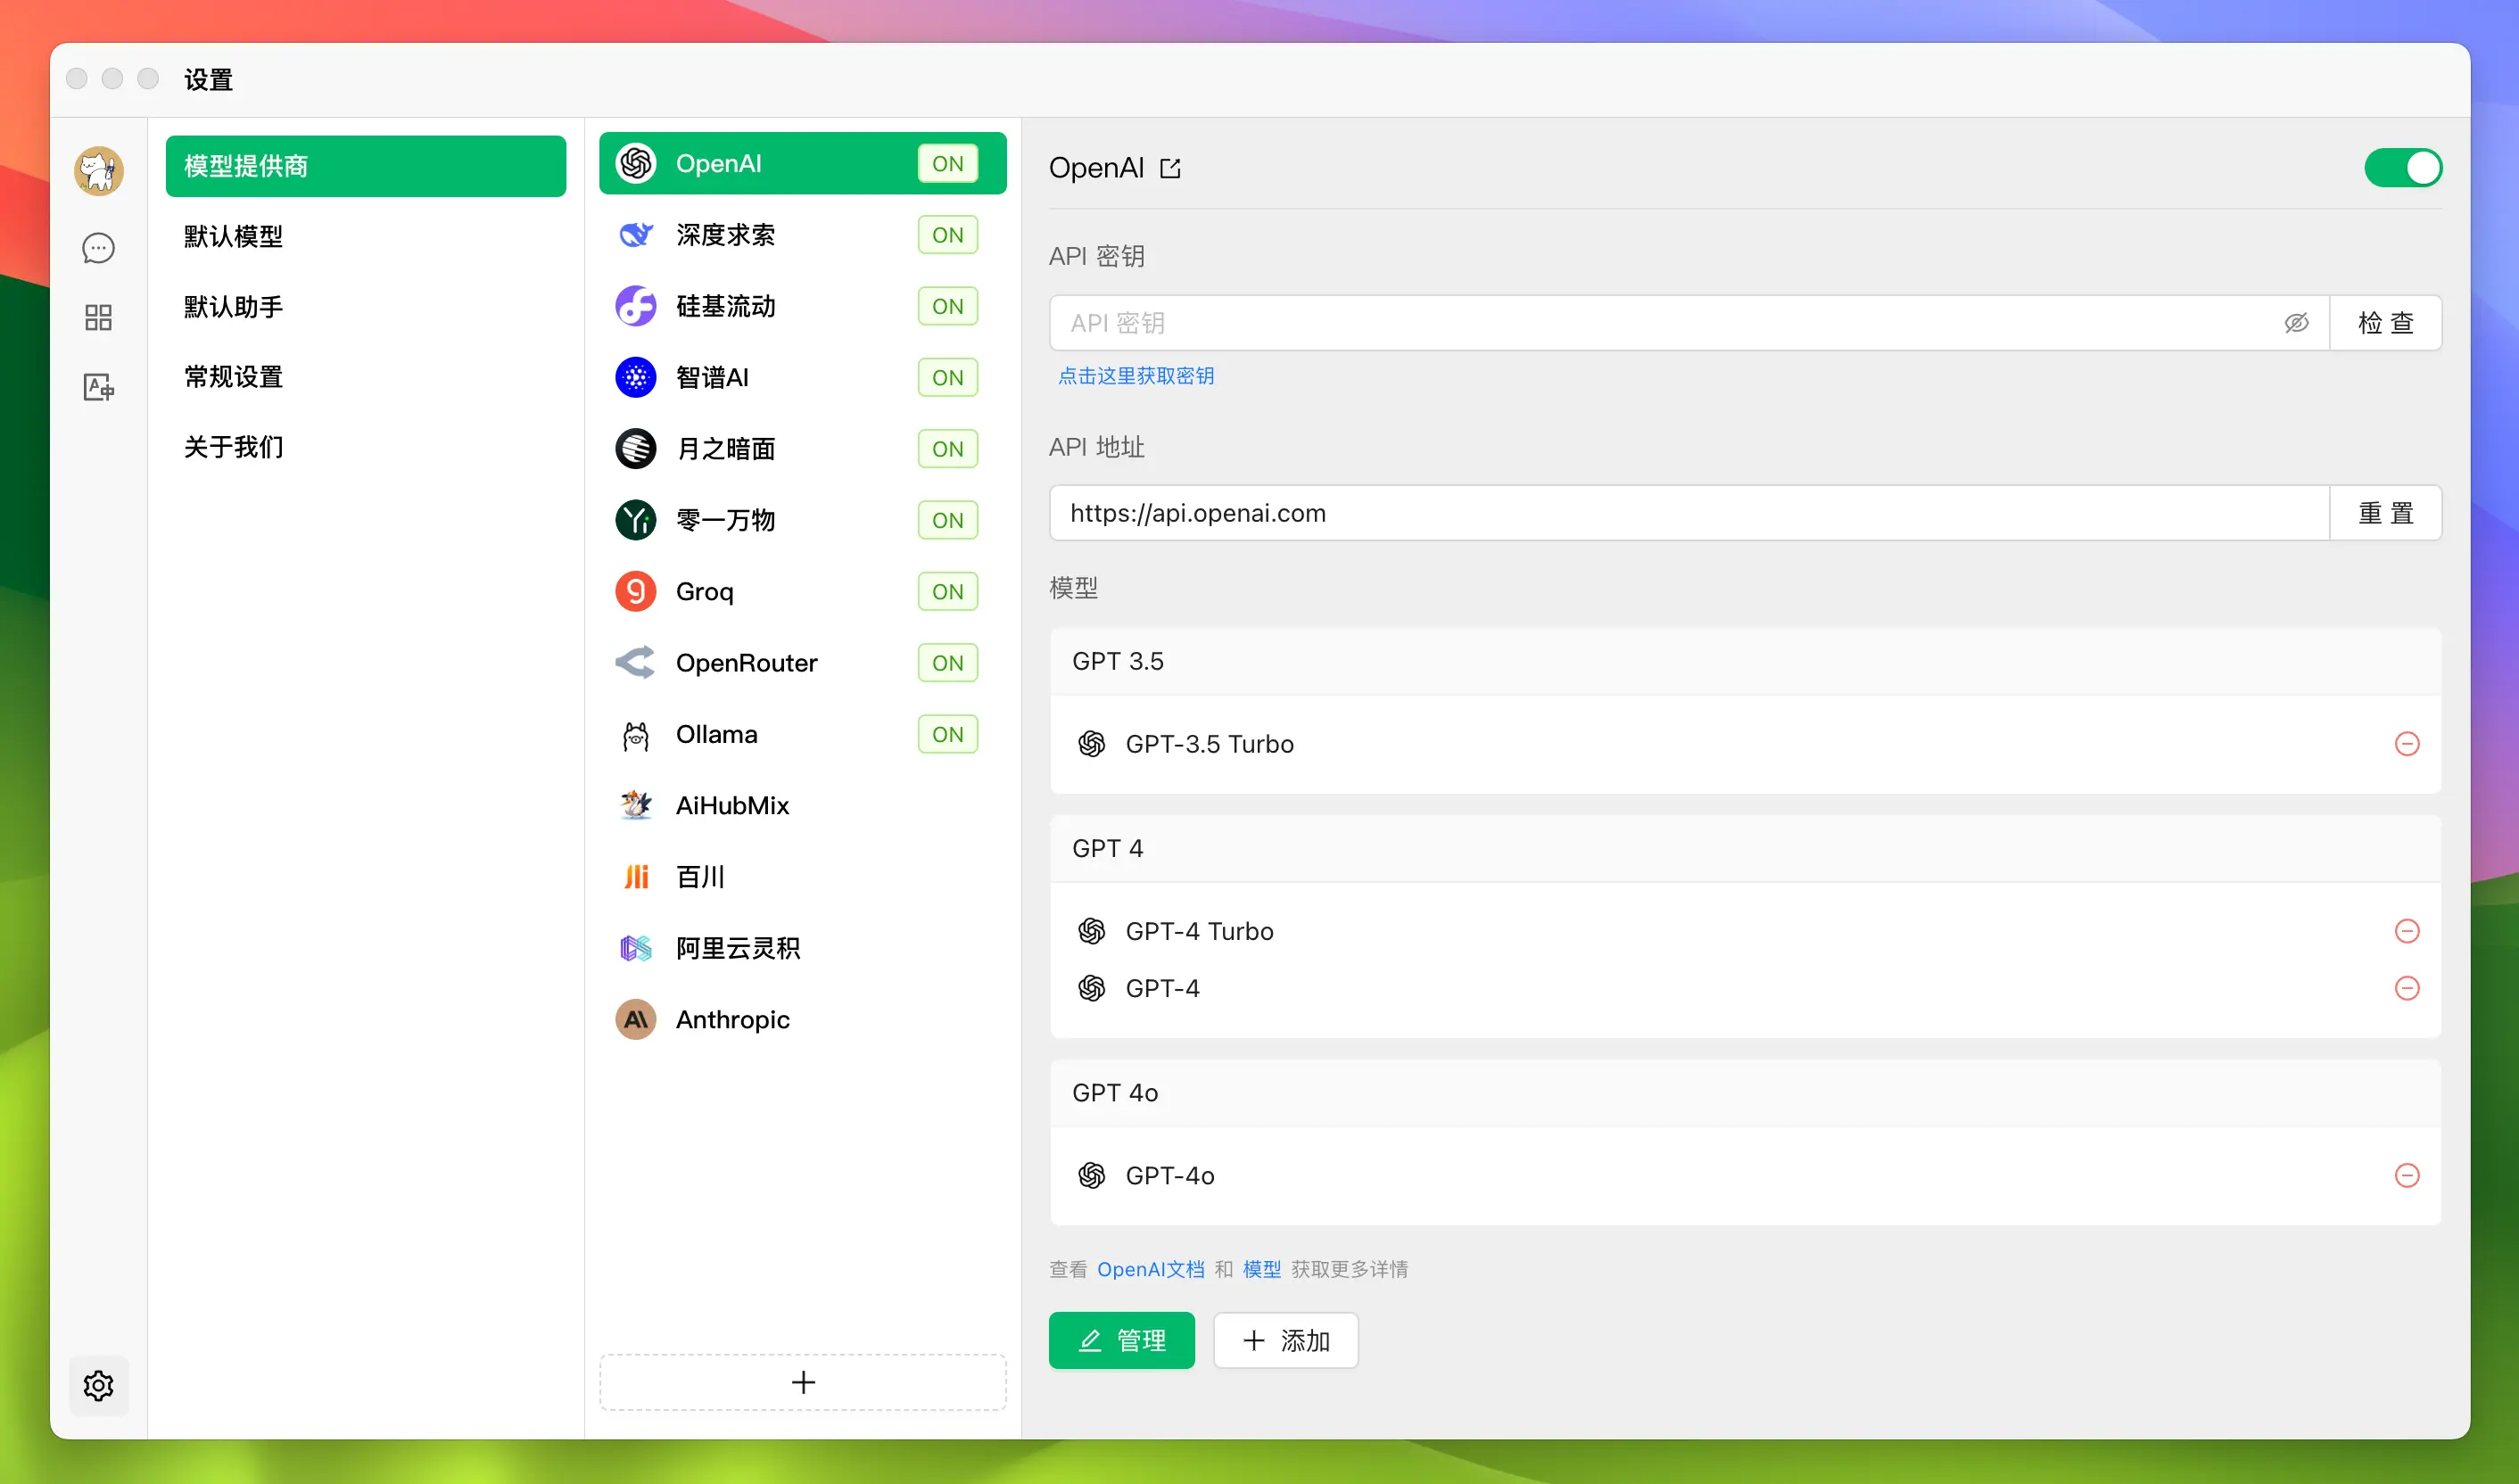 设置
模型提供商
默认模型
默认助手
常规设置
关于我们
OpenAI ON
深度求索 ON
硅基流动 ON
智谱AI ON
月之暗面 ON
零一万物 ON
Groq ON
OpenRouter ON
Ollama ON
AiHubMix
百川
阿里云灵积
Anthropic
OpenAI
API 密钥
API 密钥 检 查
点击这里获取密钥
API 地址
https://api.openai.com 重 置
模型
GPT 3.5
GPT-3.5 Turbo
GPT 4
GPT-4 Turbo
GPT-4
GPT 4o
GPT-4o
查看 OpenAI文档 和 模型 获取更多详情
管理 添加